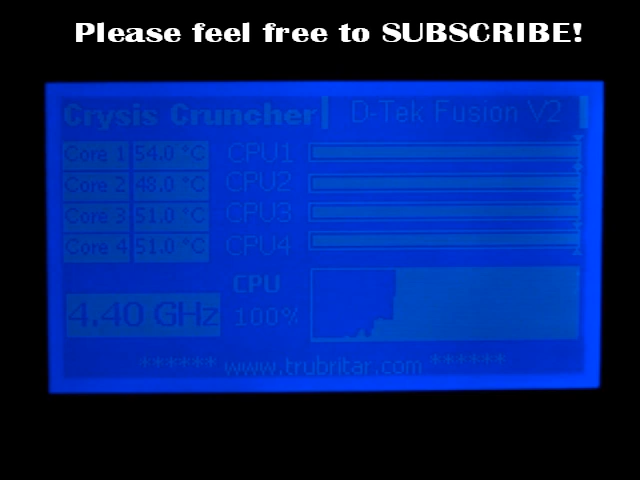 Please feel free to SUBSCRIBE!
Crysis Cruncher D-Tek Fusion V2
Core 1 54.0 °C CPU1
Core 2 48.0 °C CPU2
Core 3 51.0 °C CPU3
Core 4 51.0 °C CPU4
CPU
4.40 GHz 100%
****** www.trubritar.com ******